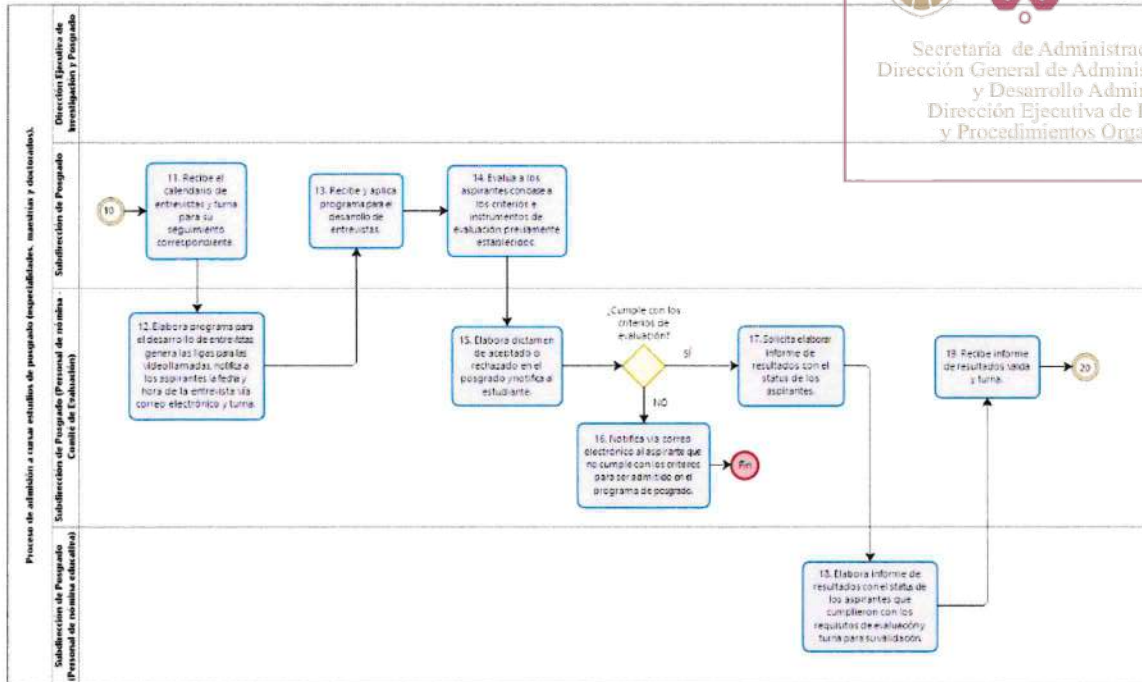 Secretaría de Administrac
Dirección General de Adminis
y Desarrollo Admi
Dirección Ejecutiva de
y Procedimientos Orga
Proceso de admisión a cursar estudios de posgrado (especialidades, maestrías y doctorados).
Dirección Ejecutiva de
Investigación y Posgrado
Subdirección de Posgrado
10
11. Recibe el
calendario de
entrevistas y turna
para su
seguimiento
correspondiente.
13. Recibe y aplica
programa para el
desarrollo de
entrevistas.
14. Evalua a los
aspirantes con base a
los criterios e
instrumentos de
evaluación previamente
establecidos.
Subdirección de Posgrado (Personal de nómina -
Comité de Evaluación)
12. Elabora programa para
el desarrollo de entrevistas
genera las ligas para las
videollamadas, notifica a
los aspirantes la fecha y
hora de la entrevista vía
correo electrónico y turna.
15. Elabora dictamen
de aceptado o
rechazado en el
posgrado y notifica a
estudiante.
¿Cumple con los
criterios de
evaluación?
SÍ
NO
17. Solicita elaborar
informe de
resultados con el
status de los
aspirantes.
19. Recibe informe
de resultados valida
y turna.
20
16. Notifica vía correo
electrónico al aspirante que
no cumple con los criterios
para ser admitido en el
programa de posgrado.
Fin
Subdirección de Posgrado
(Personal de nómina educativa)
18. Elabora informe de
resultados con el status de
los aspirantes que
cumplieron con los
requisitos de evaluación y
turna para su validación.